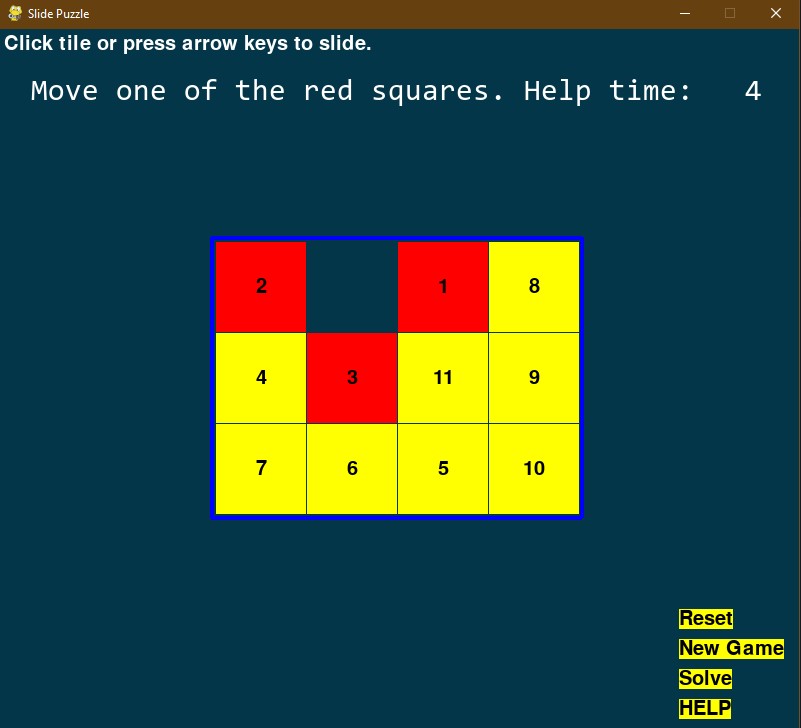 Slide Puzzle
Click tile or press arrow keys to slide.
Move one of the red squares. Help time: 4
2 1 8
4 3 11 9
7 6 5 10
Reset
New Game
Solve
HELP